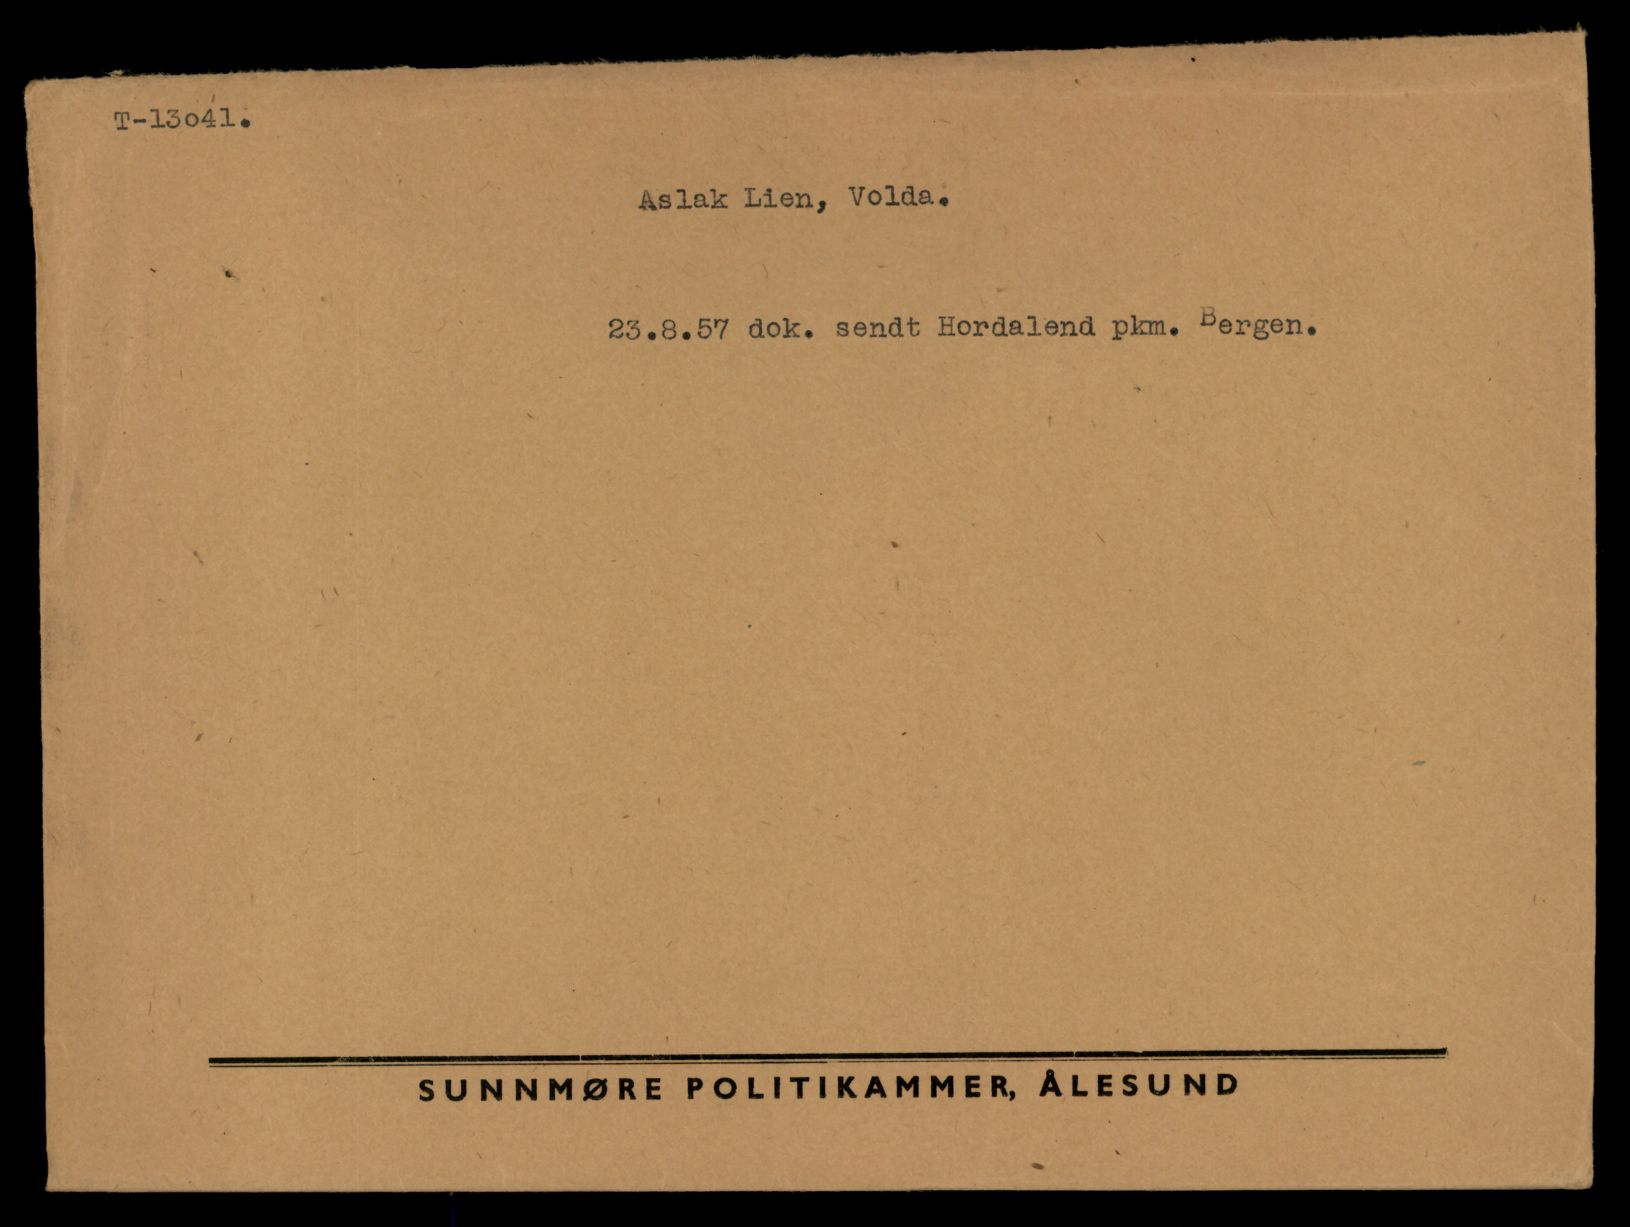 T-13o41.
Aslak Lien, Volda.
23.8.57 dok. sendt Hordalend pkm. Bergen.
SUNNMØRE POLITIKAMMER, ÅLESUND